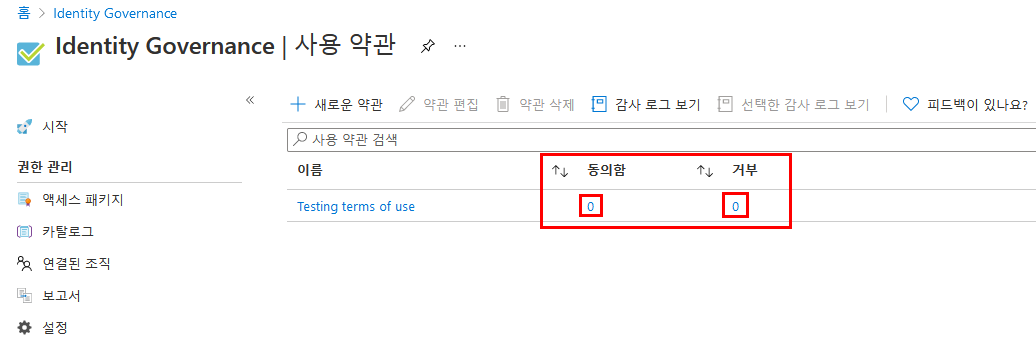 홈 > Identity Governance
Identity Governance | 사용 약관 ...
«
+ 새로운 약관 약관 편집 약관 삭제 감사 로그 보기 선택한 감사 로그 보기 피드백이 있나요?
시작
사용 약관 검색
권한 관리
이름 ↑↓ 동의함 ↑↓ 거부
액세스 패키지
Testing terms of use 0 0
카탈로그
연결된 조직
보고서
설정